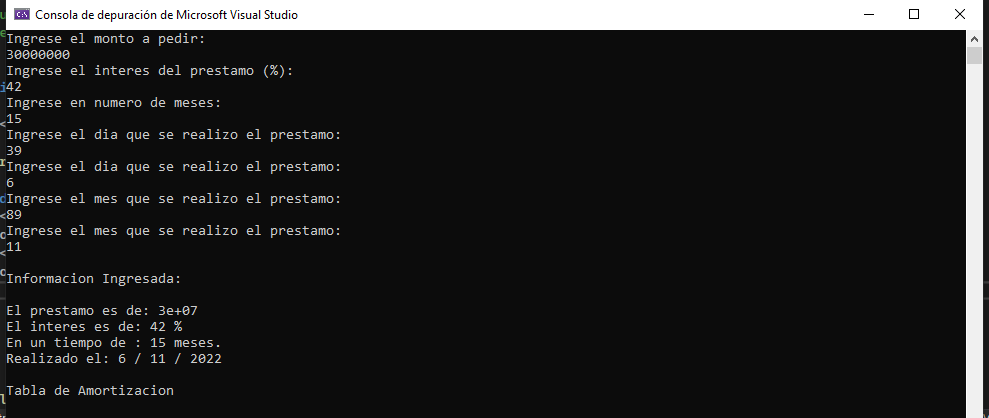 Consola de depuración de Microsoft Visual Studio
Ingrese el monto a pedir:
30000000
Ingrese el interes del prestamo (%):
42
Ingrese en numero de meses:
15
Ingrese el dia que se realizo el prestamo:
39
Ingrese el dia que se realizo el prestamo:
6
Ingrese el mes que se realizo el prestamo:
89
Ingrese el mes que se realizo el prestamo:
11
Informacion Ingresada:
El prestamo es de: 3e+07
El interes es de: 42 %
En un tiempo de : 15 meses.
Realizado el: 6 / 11 / 2022
Tabla de Amortizacion